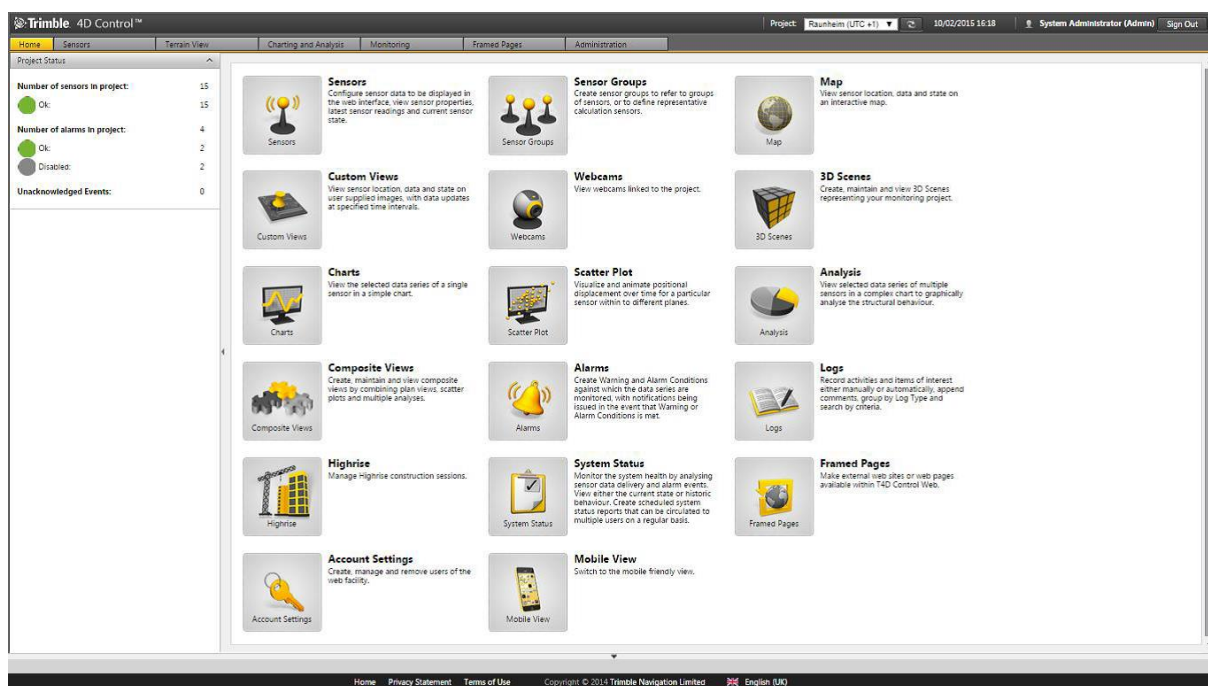 Trimble. 4D Control™
Project: Raunheim (UTC +1) 10/02/2015 16:18 System Administrator (Admin) Sign Out
Home Sensors Terrain View Charting and Analysis Monitoring Framed Pages Administration
Project Status
Number of sensors in project: 15
Ok: 15
Number of alarms in project: 4
Ok: 2
Disabled: 2
Unacknowledged Events: 0
Sensors
Configure sensor data to be displayed in
the web interface, view sensor properties,
latest sensor readings and current sensor
state.
Sensors
Sensor Groups
Create sensor groups to refer to groups
of sensors, or to define representative
calculation sensors.
Sensor Groups
Map
View sensor location, data and state on
an interactive map.
Map
Custom Views
View sensor location, data and state on
user supplied images, with data updates
at specified time intervals.
Custom Views
Webcams
View webcams linked to the project.
Webcams
3D Scenes
Create, maintain and view 3D Scenes
representing your monitoring project.
3D Scenes
Charts
View the selected data series of a single
sensor in a simple chart.
Charts
Scatter Plot
Visualize and animate positional
displacement over time for a particular
sensor within to different planes.
Scatter Plot
Analysis
View selected data series of multiple
sensors in a complex chart to graphically
analyse the structural behaviour.
Analysis
Composite Views
Create, maintain and view composite
views by combining plan views, scatter
plots and multiple analyses.
Composite Views
Alarms
Create Warning and Alarm Conditions
against which the data series are
monitored, with notifications being
issued in the event that Warning or
Alarm Conditions is met.
Alarms
Logs
Record activities and items of interest
either manually or automatically, append
comments, group by Log Type and
search by criteria.
Logs
Highrise
Manage Highrise construction sessions.
Highrise
System Status
Monitor the system health by analysing
sensor data delivery and alarm events.
View either the current state or historic
behaviour. Create scheduled system
status reports that can be circulated to
multiple users on a regular basis.
System Status
Framed Pages
Make external web sites or web pages
available within T4D Control Web.
Framed Pages
Account Settings
Create, manage and remove users of the
web facility.
Account Settings
Mobile View
Switch to the mobile friendly view.
Mobile View
Home Privacy Statement Terms of Use Copyright © 2014 Trimble Navigation Limited English (UK)